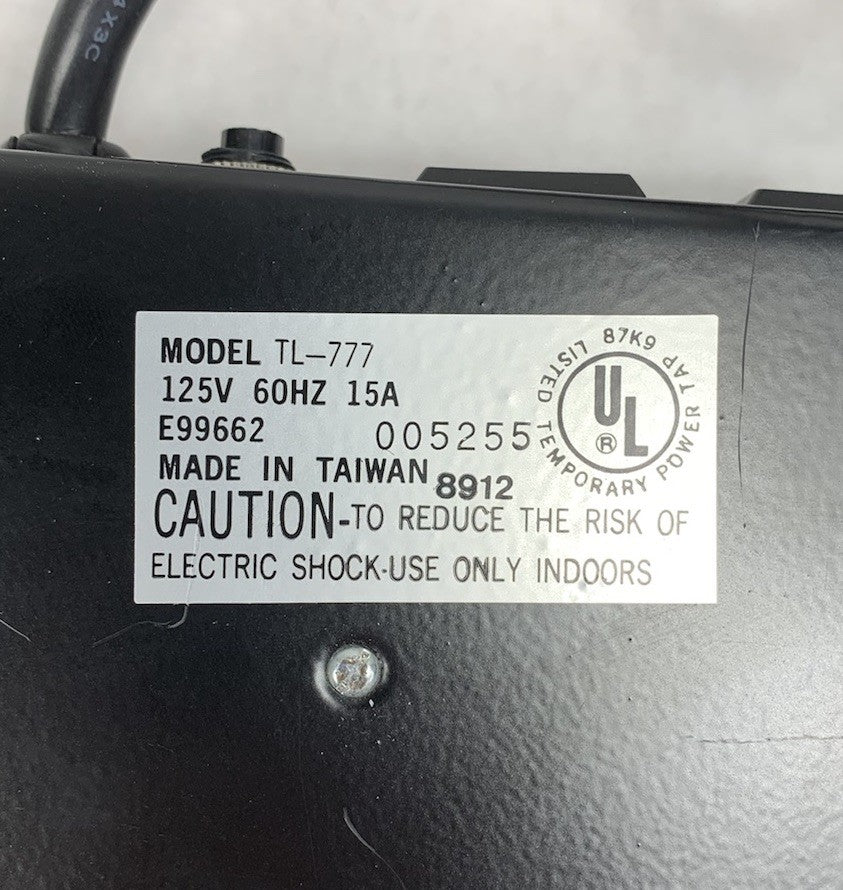 4X3C
MODEL TL-777
125V 60HZ 15A
E99662 005255
MADE IN TAIWAN 8912
CAUTION-TO REDUCE THE RISK OF
ELECTRIC SHOCK-USE ONLY INDOORS
87K9
LISTED TEMPORARY POWER TAP
UL
®